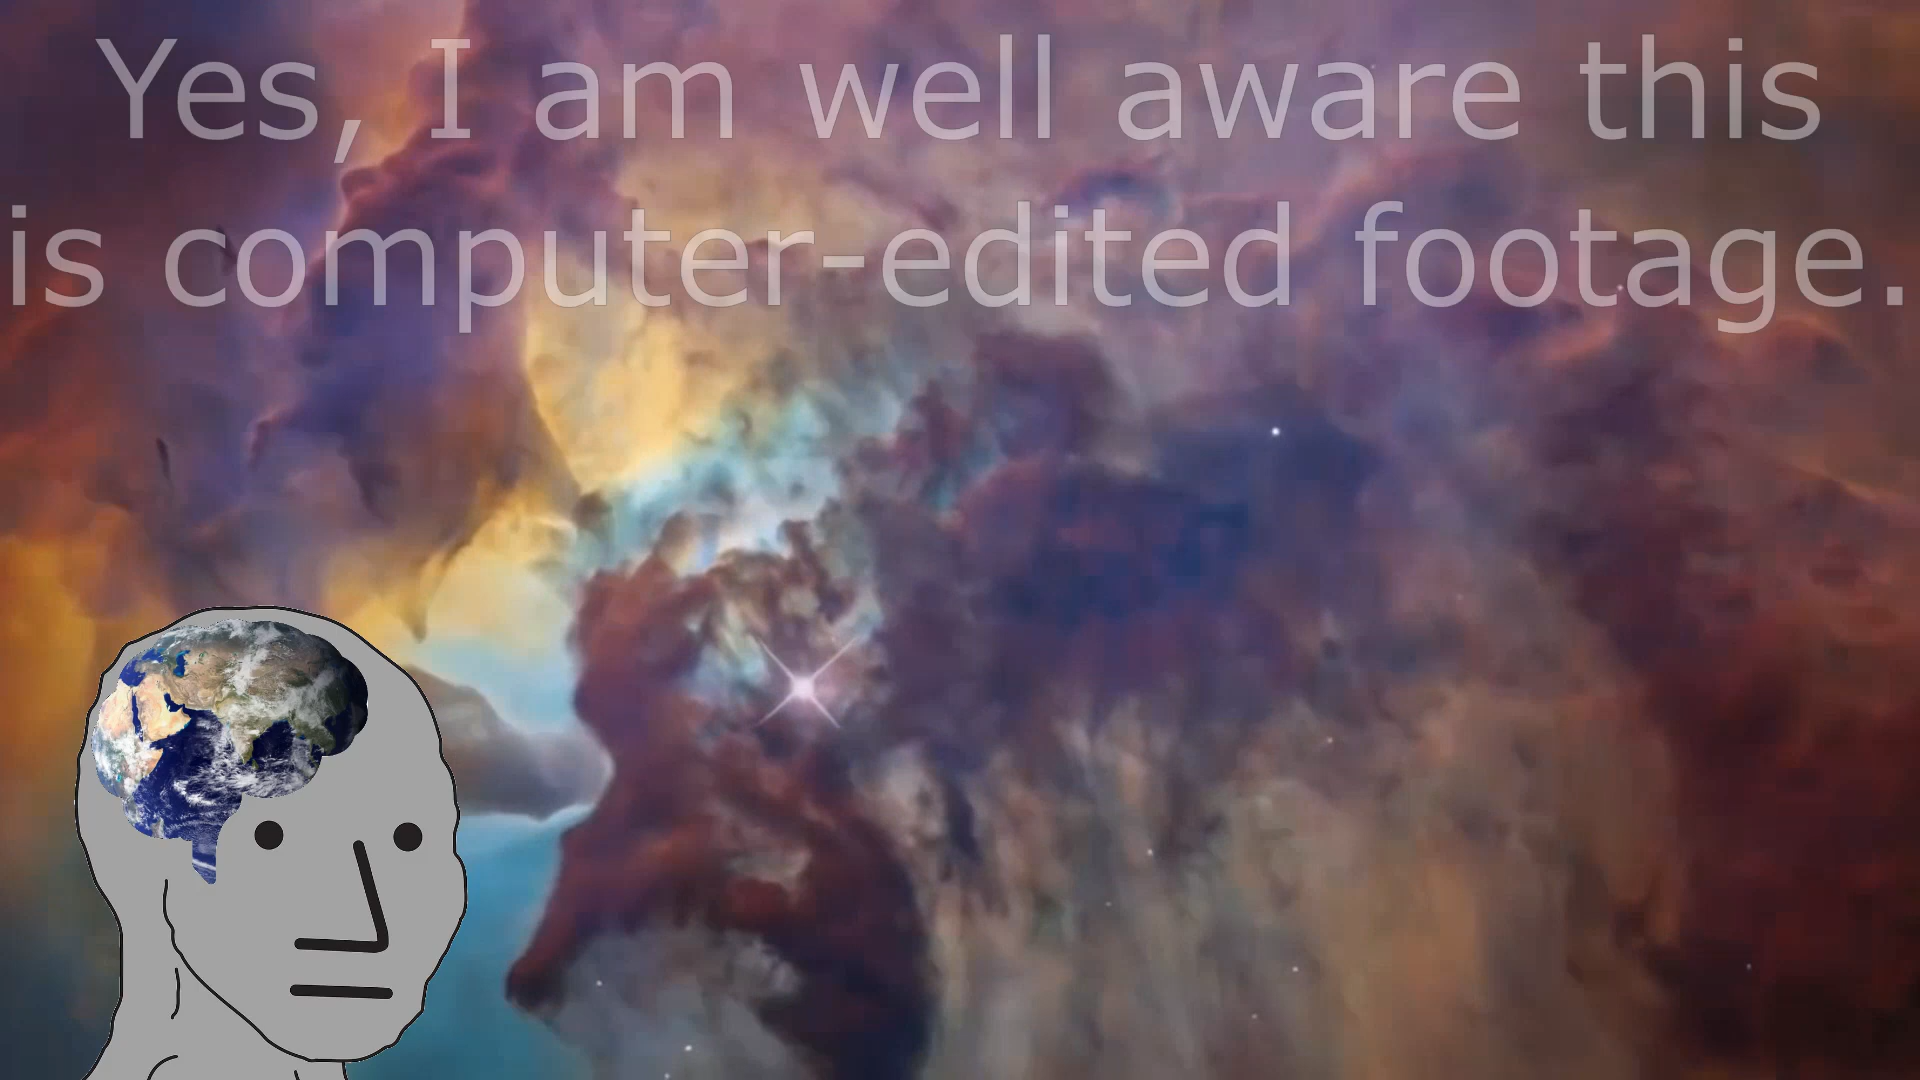 Yes, I am well aware this
is computer-edited footage.